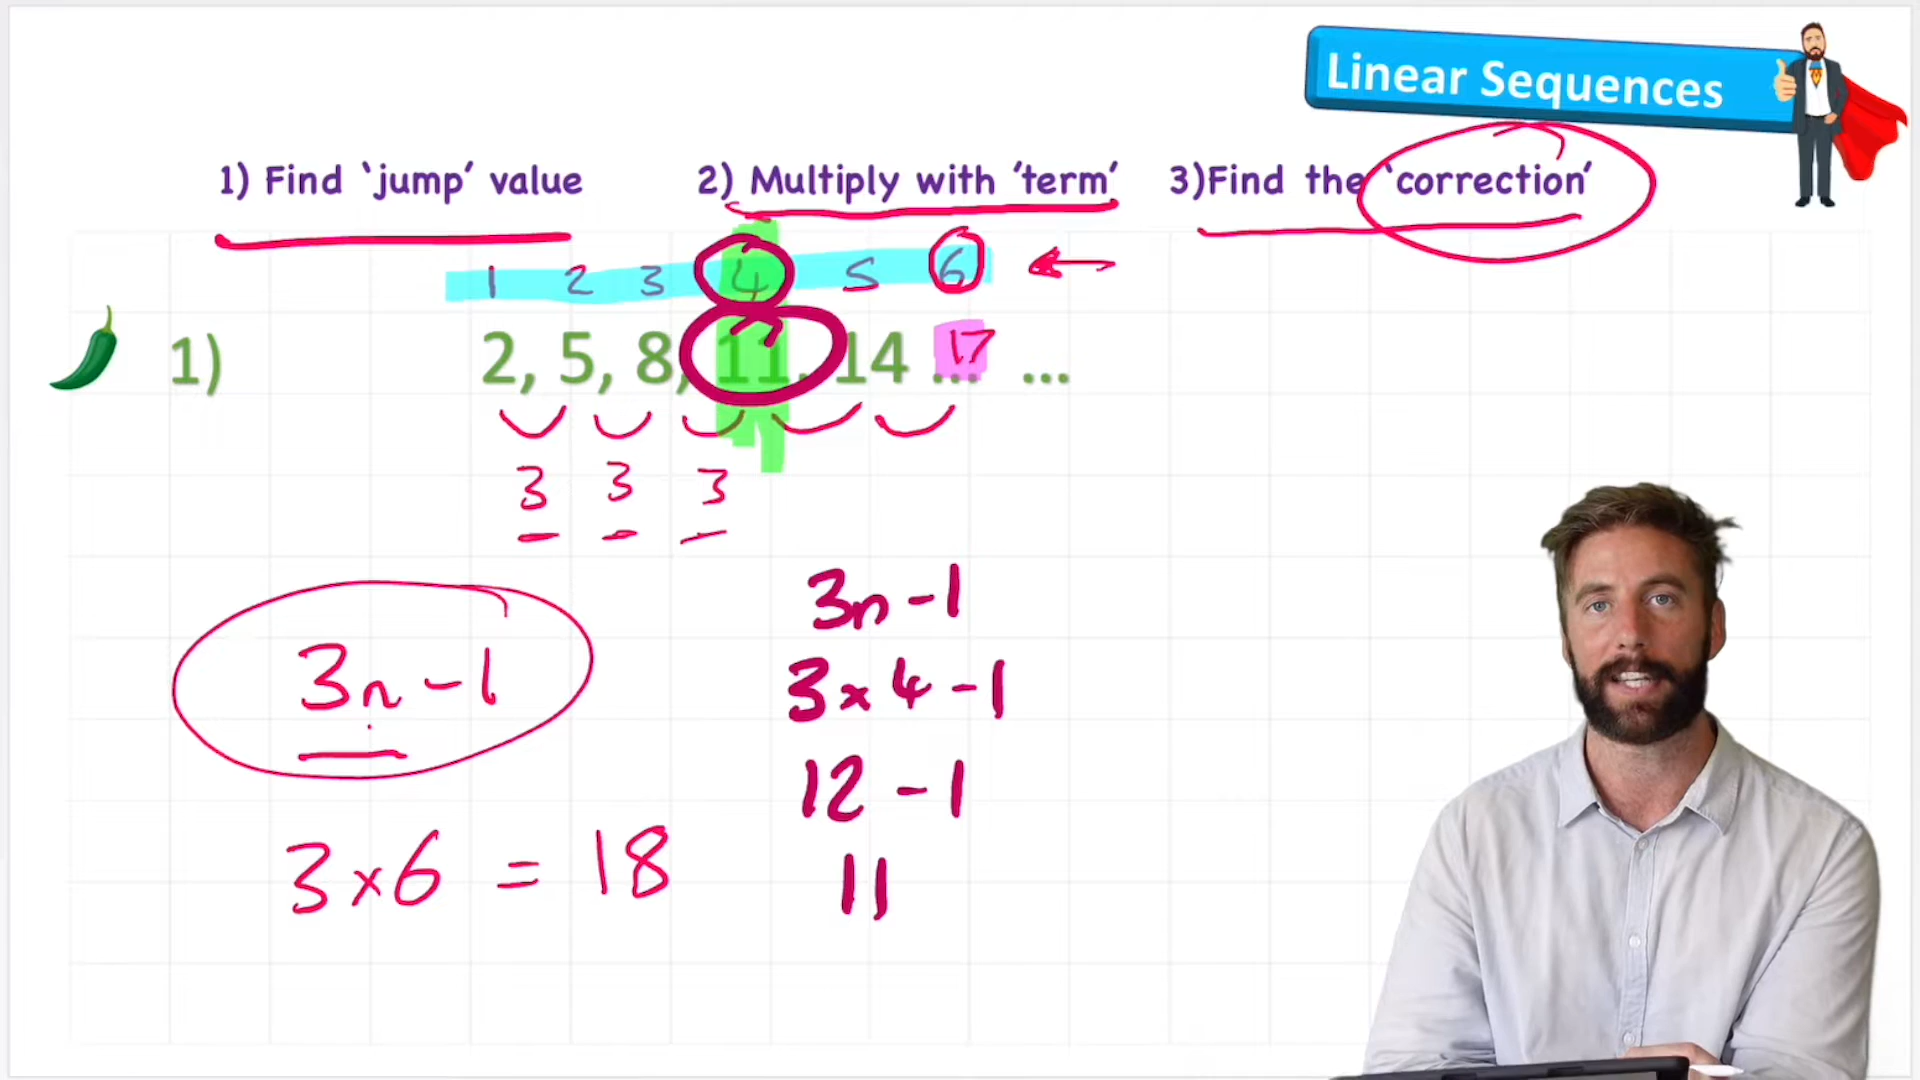 Linear Sequences
1) Find ‘jump’ value 2) Multiply with ‘term’ 3)Find the ‘correction’
1 2 3 4 5 6
1) 2, 5, 8, 11, 14 ... ...
17
3 3 3
3n - 1
3n - 1
3 x 4 - 1
12 - 1
3 x 6 = 18
11